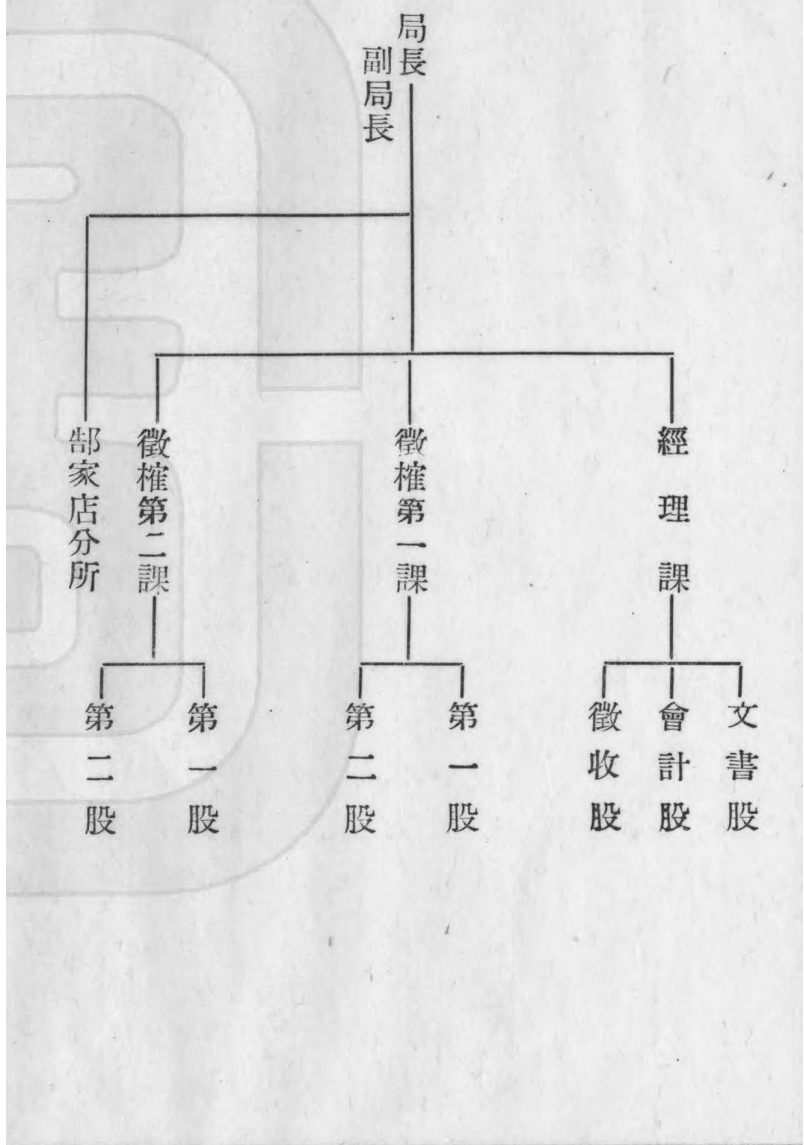 局長
副局長
經理課
文書股
會計股
徵收股
徵榷第一課
第一股
第二股
徵榷第二課
第一股
第二股
郜家店分所